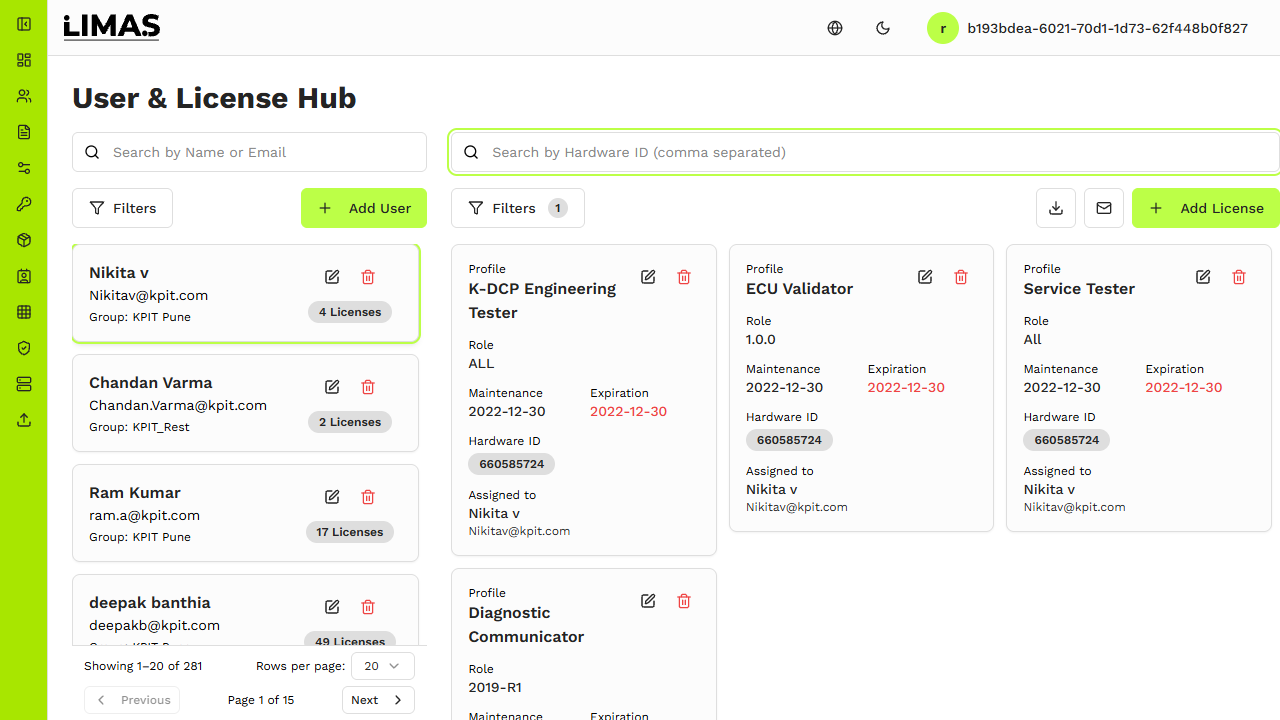 LIMAS
r
b193bdea-6021-70d1-1d73-62f448b0f827
User & License Hub
Search by Name or Email
Filters
Add User
Nikita v
Nikitav@kpit.com
Group: KPIT Pune
4 Licenses
Chandan Varma
Chandan.Varma@kpit.com
Group: KPIT_Rest
2 Licenses
Ram Kumar
ram.a@kpit.com
Group: KPIT Pune
17 Licenses
deepak banthia
deepakb@kpit.com
49 Licenses
Showing 1–20 of 281
Rows per page:
20
Previous
Page 1 of 15
Next
Search by Hardware ID (comma separated)
Filters
1
Add License
Profile
K-DCP Engineering
Tester
Role
ALL
Maintenance
2022-12-30
Expiration
2022-12-30
Hardware ID
660585724
Assigned to
Nikita v
Nikitav@kpit.com
Profile
ECU Validator
Role
1.0.0
Maintenance
2022-12-30
Expiration
2022-12-30
Hardware ID
660585724
Assigned to
Nikita v
Nikitav@kpit.com
Profile
Service Tester
Role
All
Maintenance
2022-12-30
Expiration
2022-12-30
Hardware ID
660585724
Assigned to
Nikita v
Nikitav@kpit.com
Profile
Diagnostic
Communicator
Role
2019-R1
Maintenance
Expiration